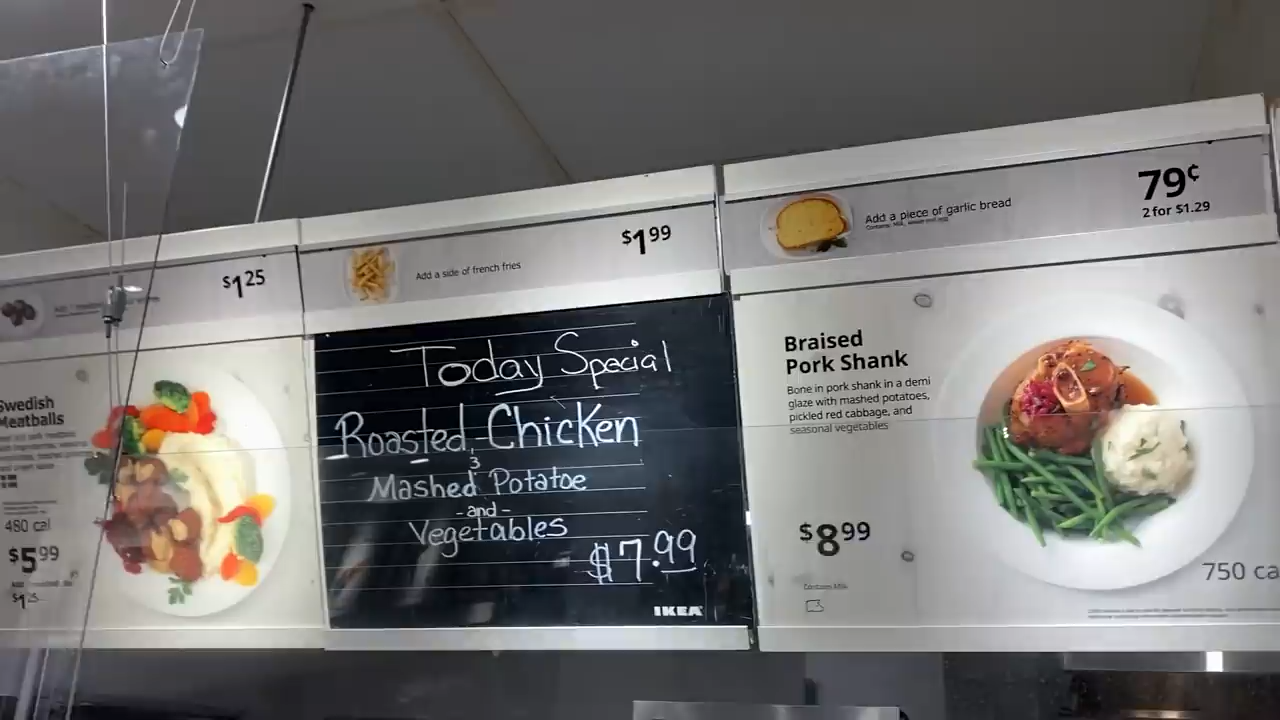 $1.25
Add a side of french fries
$1.99
Add a piece of garlic bread
79¢
2 for $1.29
Swedish
Meatballs
480 cal
$5.99
Today Special
Roasted Chicken
Mashed Potatoe
-and-
Vegetables
$7.99
IKEA
Braised
Pork Shank
Bone in pork shank in a demi
glaze with mashed potatoes,
pickled red cabbage, and
seasonal vegetables
$8.99
Contains Milk
750 ca